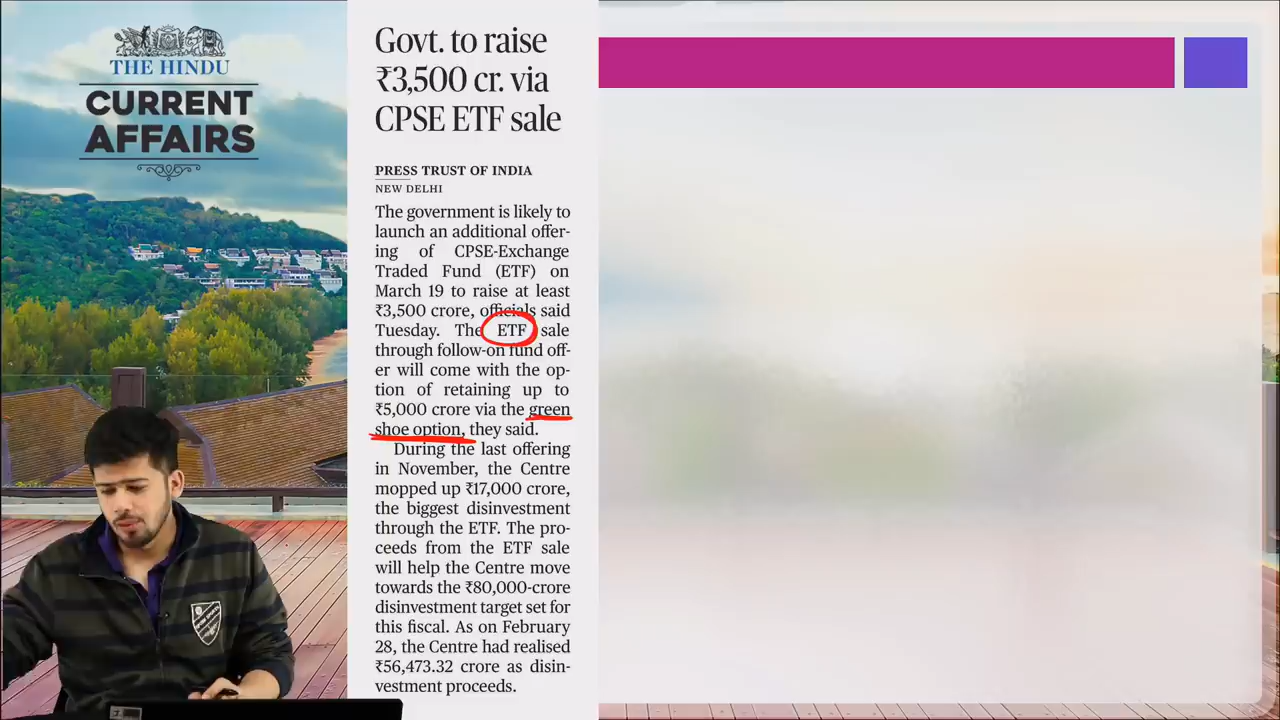 THE HINDU
CURRENT
AFFAIRS
Govt. to raise
₹3,500 cr. via
CPSE ETF sale
PRESS TRUST OF INDIA
NEW DELHI
The government is likely to
launch an additional offer-
ing of CPSE-Exchange
Traded Fund (ETF) on
March 19 to raise at least
₹3,500 crore, officials said
Tuesday. The ETF sale
through follow-on fund off-
er will come with the op-
tion of retaining up to
₹5,000 crore via the green
shoe option, they said.
During the last offering
in November, the Centre
mopped up ₹17,000 crore,
the biggest disinvestment
through the ETF. The pro-
ceeds from the ETF sale
will help the Centre move
towards the ₹80,000-crore
disinvestment target set for
this fiscal. As on February
28, the Centre had realised
₹56,473.32 crore as disin-
vestment proceeds.